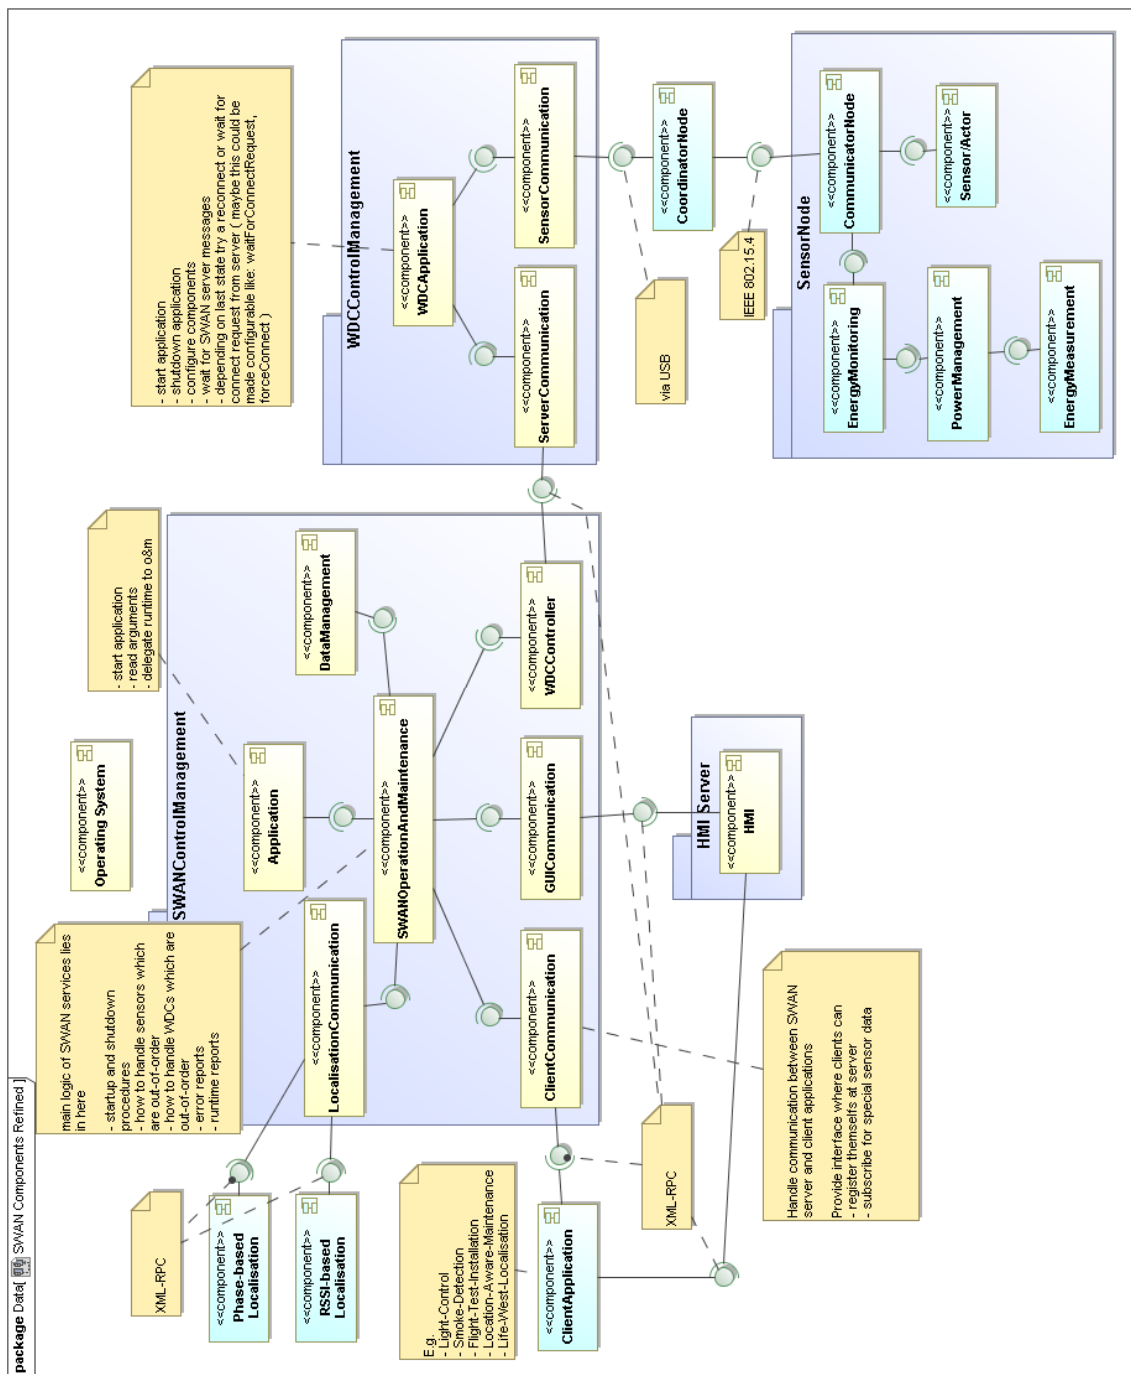 package Data[ SWAN Components Refined ]
main logic of SWAN services lies
in here
- startup and shutdown
procedures
- how to handle sensors which
are out-of-order
- how to handle WDCs which are
out-of-order
- error reports
- runtime reports
<<component>>
Operating System
- start application
- read arguments
- delegate runtime to o&m
- start application
- shutdown application
- configure components
- wait for SWAN server messages
- depending on last state try a reconnect or wait for
connect request from server ( maybe this could be
made configurable like: waitForConnectRequest,
forceConnect )
XML-RPC
<<component>>
Phase-based
Localisation
<<component>>
RSSI-based
Localisation
SWANControlManagement
<<component>>
Application
<<component>>
DataManagement
<<component>>
LocalisationCommunication
<<component>>
SWANOperationAndMaintenance
<<component>>
ClientCommunication
<<component>>
GUICommunication
<<component>>
WDCController
WDCControlManagement
<<component>>
WDCApplication
<<component>>
ServerCommunication
<<component>>
SensorCommunication
E.g.
- Light-Control
- Smoke-Detection
- Flight-Test-Installation
- Location-Aware-Maintenance
- Life-West-Localisation
<<component>>
ClientApplication
XML-RPC
HMI Server
<<component>>
HMI
via USB
<<component>>
CoordinatorNode
IEEE 802.15.4
Handle communication between SWAN
server and client applications
Provide interface where clients can
- register themselfs at server
- subscribe for special sensor data
SensorNode
<<component>>
EnergyMonitoring
<<component>>
CommunicatorNode
<<component>>
PowerManagement
<<component>>
Sensor/Actor
<<component>>
EnergyMeasurement